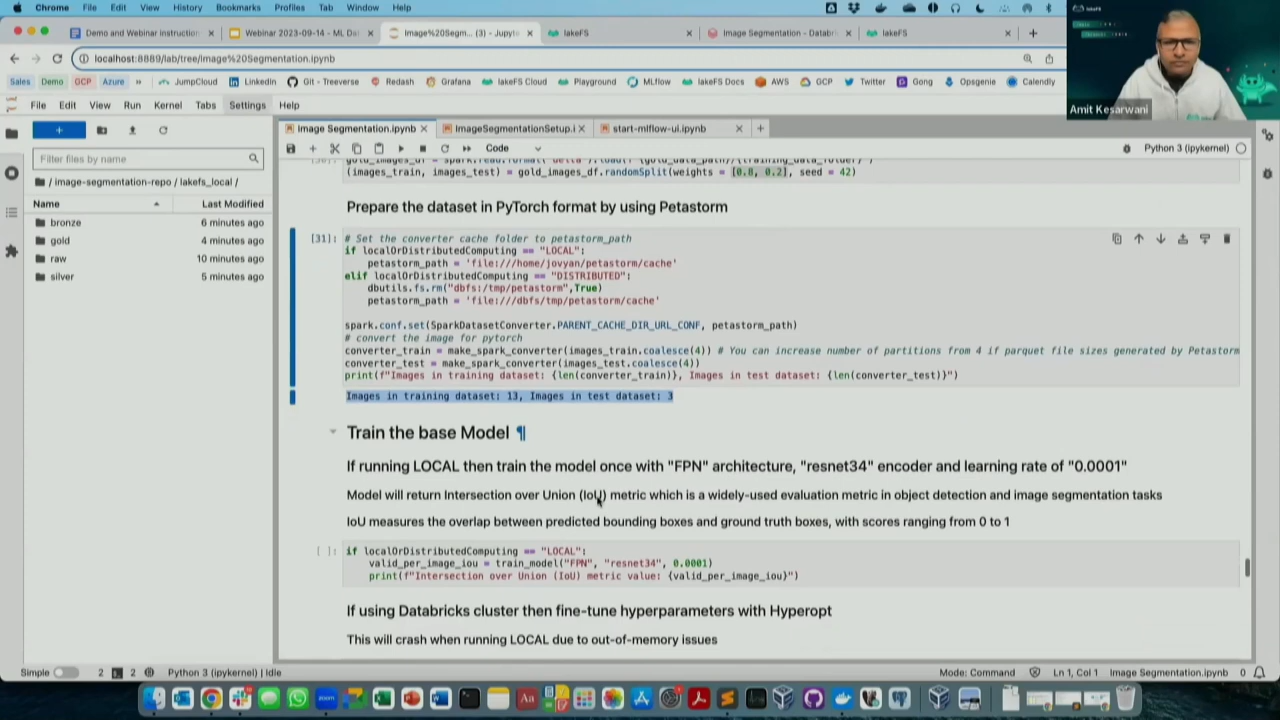 Chrome File Edit View History Bookmarks Profiles Tab Window Help
Demo and Webinar instruction
Webinar 2023-09-14 - ML Dat
Image%20Segm... (3) - Jupyte
lakeFS
Image Segmentation - Databri
lakeFS
localhost:8889/lab/tree/Image%20Segmentation.ipynb
Sales Demo GCP Azure » JumpCloud LinkedIn Git - Treeverse Redash Grafana lakeFS Cloud Playground MLflow lakeFS Docs AWS GCP Twitter Gong Opsgenie Calendly
Amit Kesarwani
File Edit View Run Kernel Tabs Settings Help
Image Segmentation.ipynb
ImageSegmentationSetup.i
start-mlflow-ui.ipynb
Code
Python 3 (ipykernel)
Filter files by name
/ image-segmentation-repo / lakefs_local /
Name Last Modified
bronze 6 minutes ago
gold 4 minutes ago
raw 10 minutes ago
silver 5 minutes ago
(images_train, images_test) = gold_images_df.randomSplit(weights = [0.8, 0.2], seed = 42)
Prepare the dataset in PyTorch format by using Petastorm
[31]: # Set the converter cache folder to petastorm_path
if localOrDistributedComputing == "LOCAL":
petastorm_path = 'file:///home/jovyan/petastorm/cache'
elif localOrDistributedComputing == "DISTRIBUTED":
dbutils.fs.rm("dbfs:/tmp/petastorm",True)
petastorm_path = 'file:///dbfs/tmp/petastorm/cache'
spark.conf.set(SparkDatasetConverter.PARENT_CACHE_DIR_URL_CONF, petastorm_path)
# convert the image for pytorch
converter_train = make_spark_converter(images_train.coalesce(4)) # You can increase number of partitions from 4 if parquet file sizes generated by Petastorm
converter_test = make_spark_converter(images_test.coalesce(4))
print(f"Images in training dataset: {len(converter_train)}, Images in test dataset: {len(converter_test)}")
Images in training dataset: 13, Images in test dataset: 3
Train the base Model ¶
If running LOCAL then train the model once with "FPN" architecture, "resnet34" encoder and learning rate of "0.0001"
Model will return Intersection over Union (IoU) metric which is a widely-used evaluation metric in object detection and image segmentation tasks
IoU measures the overlap between predicted bounding boxes and ground truth boxes, with scores ranging from 0 to 1
[ ]: if localOrDistributedComputing == "LOCAL":
valid_per_image_iou = train_model("FPN", "resnet34", 0.0001)
print(f"Intersection over Union (IoU) metric value: {valid_per_image_iou}")
If using Databricks cluster then fine-tune hyperparameters with Hyperopt
This will crash when running LOCAL due to out-of-memory issues
Simple 2 2 Python 3 (ipykernel) | Idle
Mode: Command Ln 1, Col 1 Image Segmentation.ipynb 0